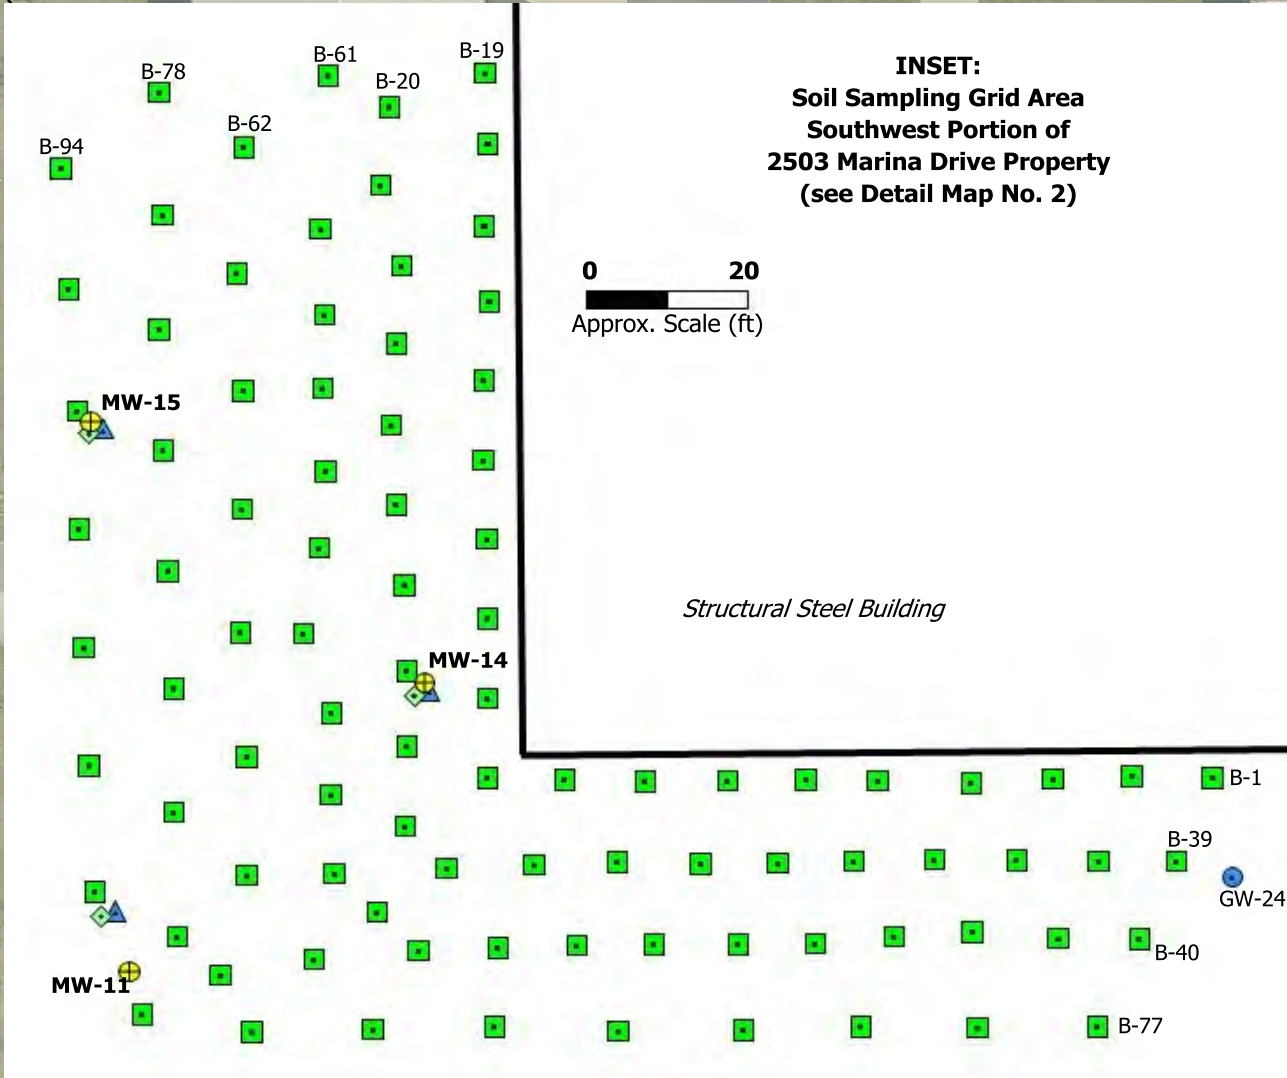 B-19
B-61
B-78
B-20
B-62
B-94
INSET:
Soil Sampling Grid Area
Southwest Portion of
2503 Marina Drive Property
(see Detail Map No. 2)
0 20
Approx. Scale (ft)
MW-15
Structural Steel Building
MW-14
B-1
B-39
GW-24
B-40
MW-11
B-77